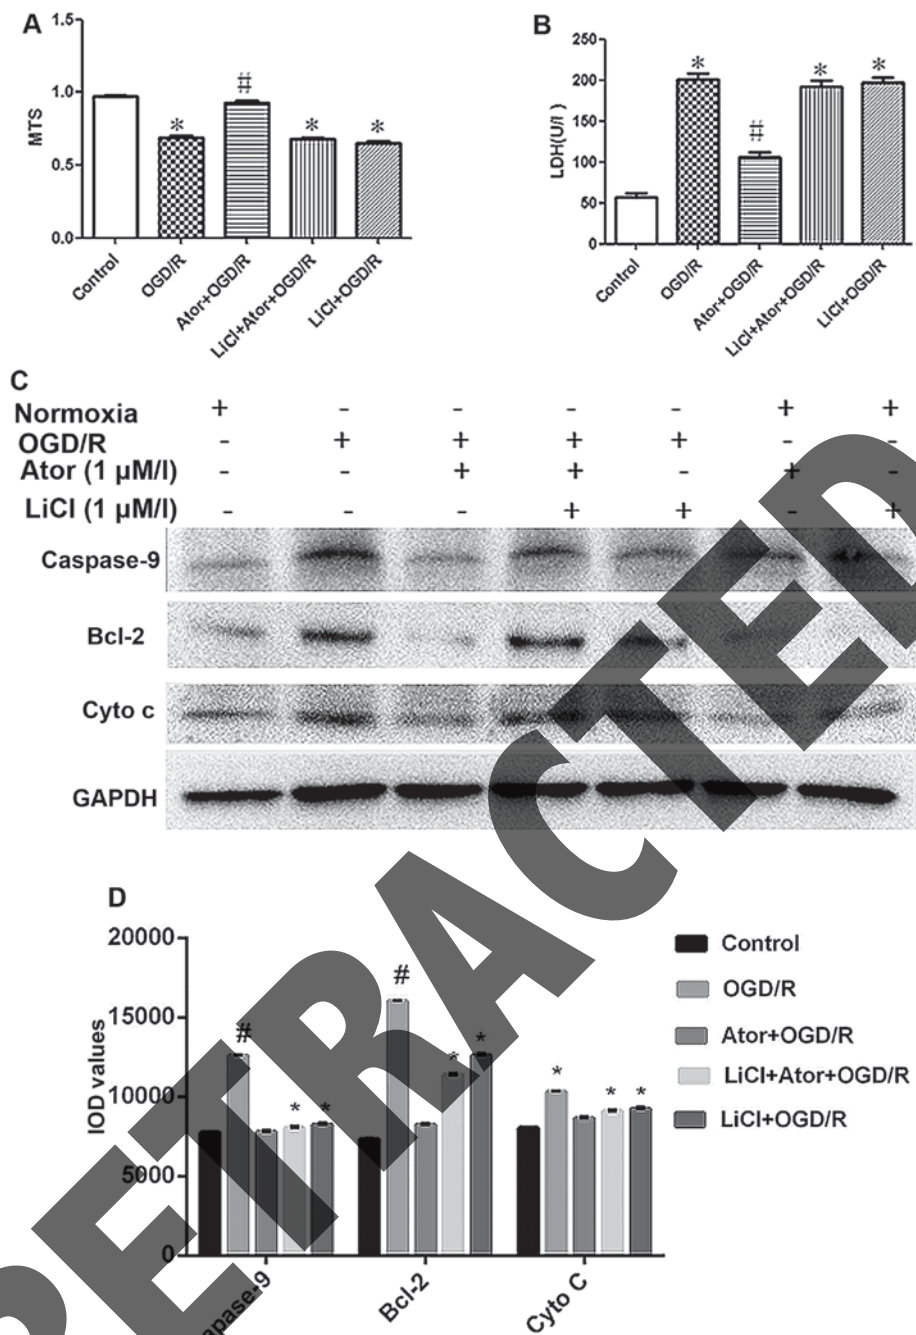 A
1.5
1.0
0.5
0.0
MTS
*
#
*
*
Control
OGD/R
Ator+OGD/R
LiCl+Ator+OGD/R
LiCl+OGD/R
B
250
200
150
100
50
0
LDH(U/l )
*
#
*
*
Control
OGD/R
Ator+OGD/R
LiCl+Ator+OGD/R
LiCl+OGD/R
C
Normoxia + - - - - + +
OGD/R - + + + + - -
Ator (1 μM/l) - - + + - + -
LiCl (1 μM/l) - - - + + - +
Caspase-9
Bcl-2
Cyto c
GAPDH
D
20000
15000
10000
5000
0
IOD values
#
*
*
#
*
*
*
*
*
apase-9
Bcl-2
Cyto C
Control
OGD/R
Ator+OGD/R
LiCl+Ator+OGD/R
LiCl+OGD/R
RETRACTED